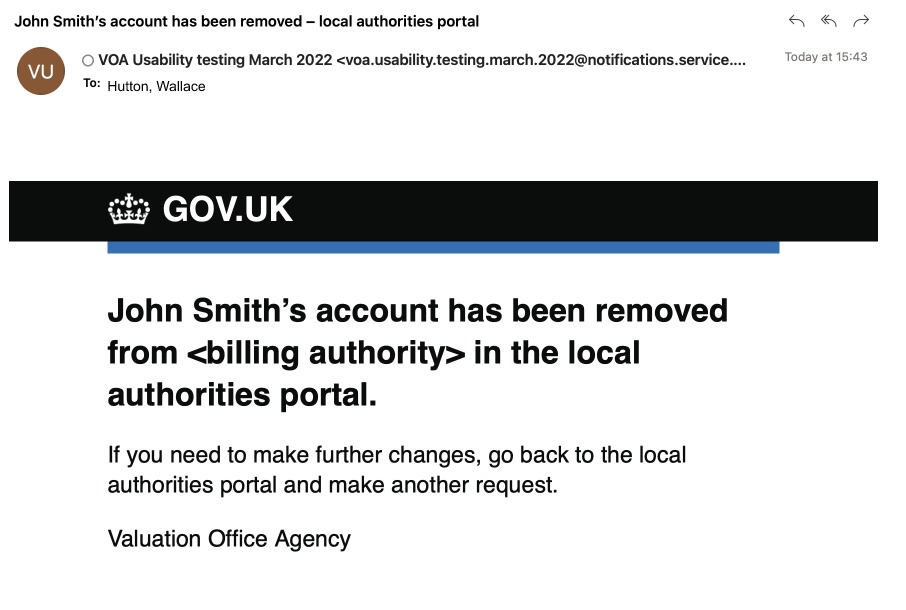 John Smith’s account has been removed – local authorities portal
VU
VOA Usability testing March 2022 <voa.usability.testing.march.2022@notifications.service....
Today at 15:43
To: Hutton, Wallace
GOV.UK
John Smith’s account has been removed
from <billing authority> in the local
authorities portal.
If you need to make further changes, go back to the local
authorities portal and make another request.
Valuation Office Agency